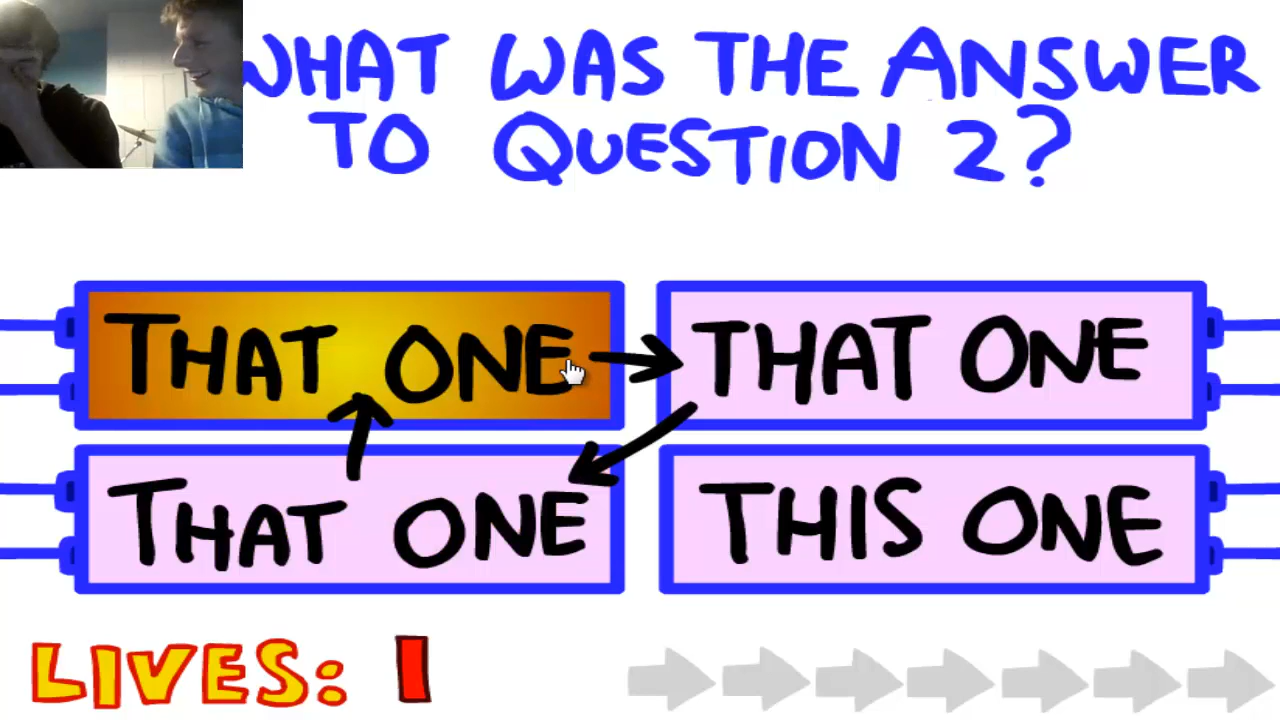 WHAT WAS THE ANSWER
TO QUESTION 2?
THAT ONE THAT ONE
THAT ONE THIS ONE
LIVES: 1